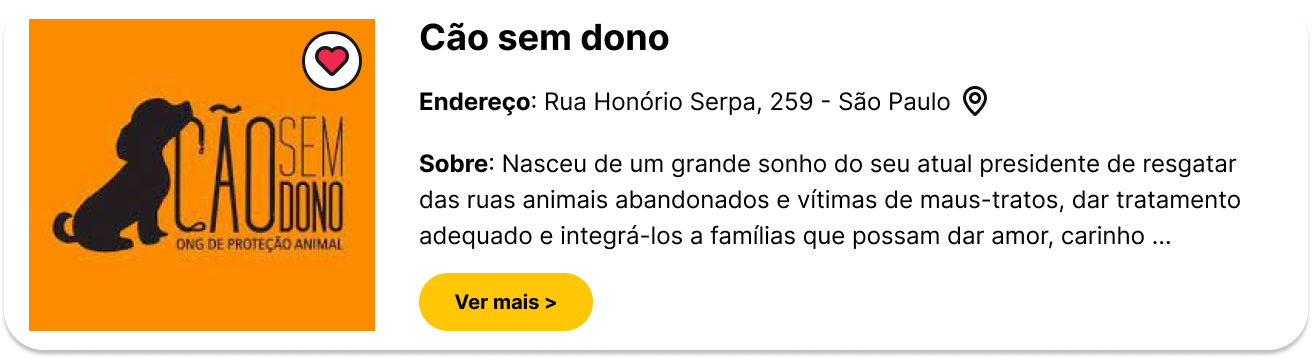 CÃO SEM
DONO
ONG DE PROTEÇÃO ANIMAL
Cão sem dono
Endereço: Rua Honório Serpa, 259 - São Paulo
Sobre: Nasceu de um grande sonho do seu atual presidente de resgatar
das ruas animais abandonados e vítimas de maus-tratos, dar tratamento
adequado e integrá-los a famílias que possam dar amor, carinho ...
Ver mais >